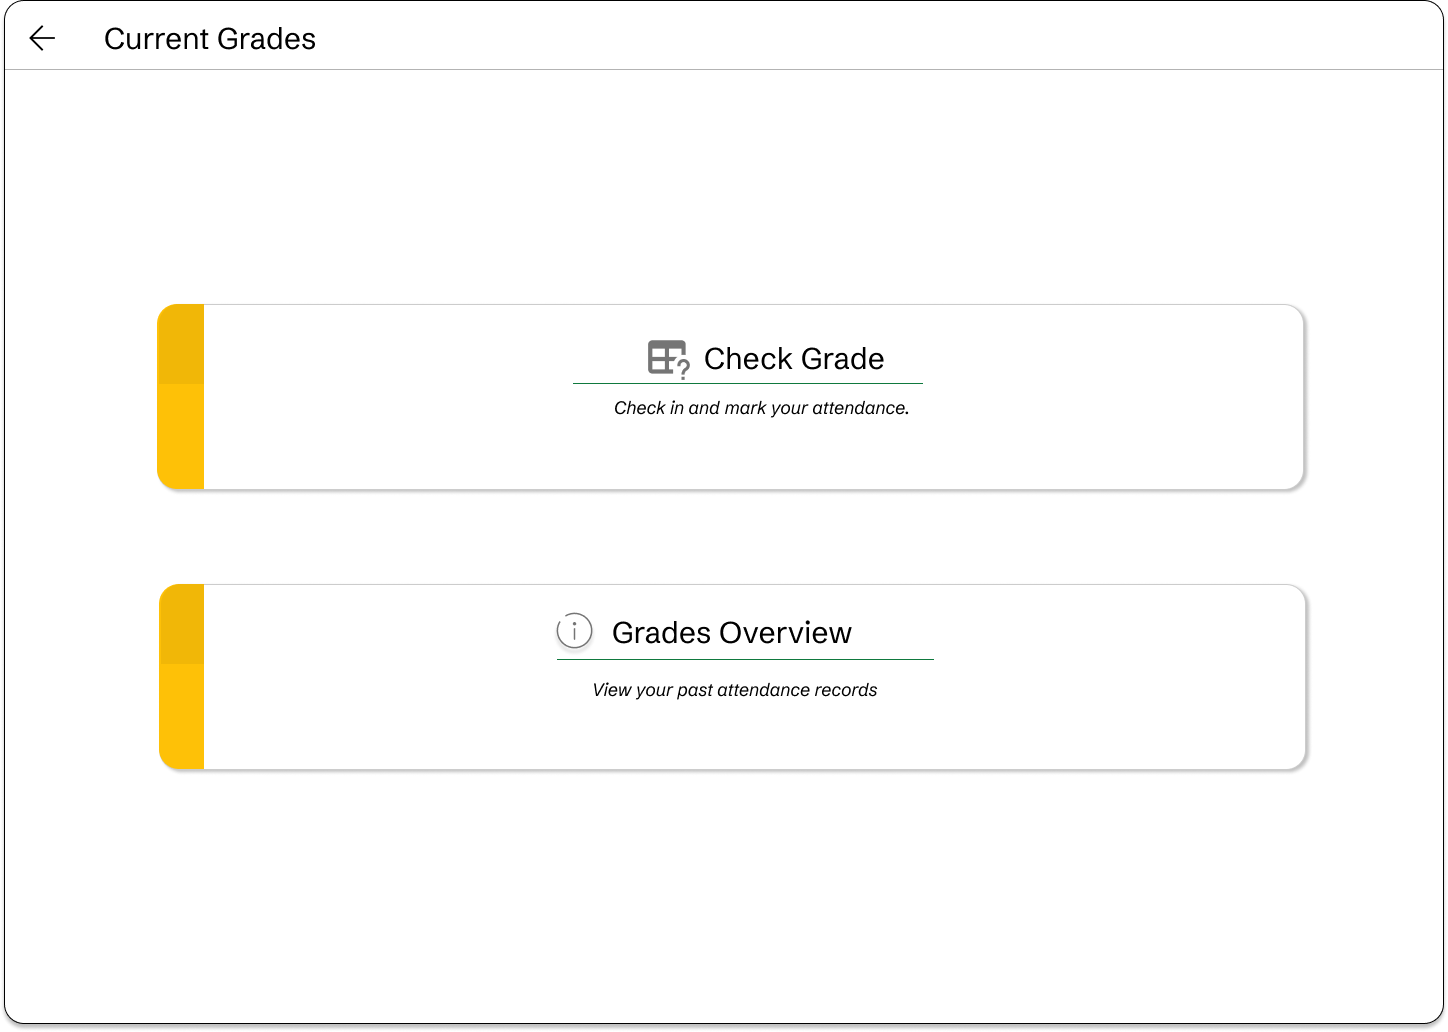 Current Grades
Check Grade
Check in and mark your attendance.
Grades Overview
View your past attendance records